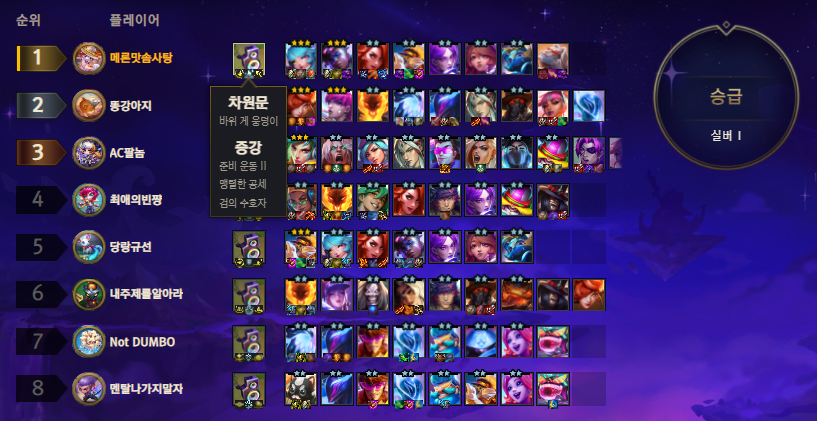 순위 플레이어
1 매론맛솜사탕
차원문
바위 게 웅덩이
증강
준비 운동 II
맹렬한 공세
검의 수호자
2 똥강아지
3 AC팔놈
4 최애의빈짱
5 당랑규선
6 내주제를알아라
7 Not DUMBO
8 멘탈나가지말자
승급
실버 I